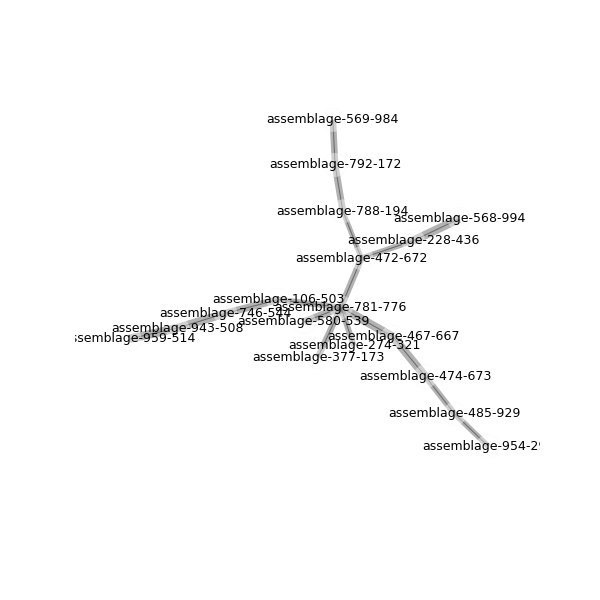 assemblage-569-984
assemblage-792-172
assemblage-788-194
assemblage-568-994
assemblage-228-436
assemblage-472-672
assemblage-106-503
assemblage-781-776
assemblage-746-544
assemblage-580-539
assemblage-943-508
assemblage-467-667
ssemblage-959-514
assemblage-274-321
assemblage-377-173
assemblage-474-673
assemblage-485-929
assemblage-954-29